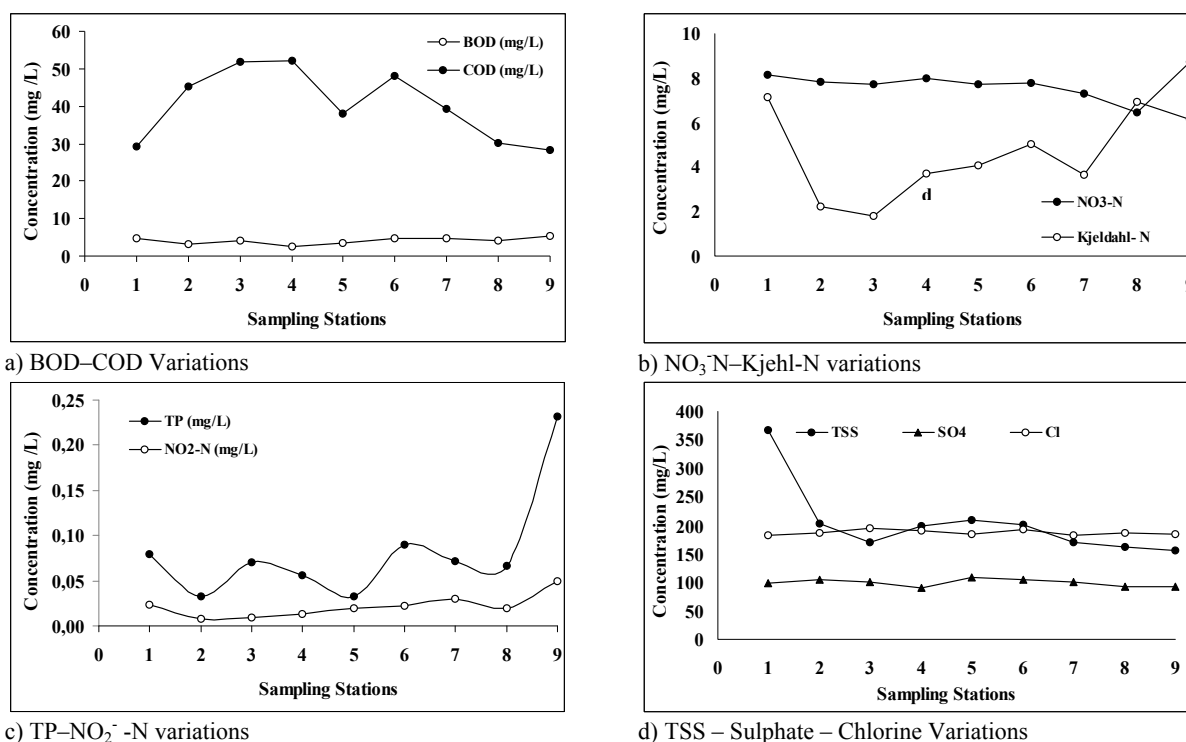 60
50
40
30
20
10
0
Concentration (mg /L)
BOD (mg/L)
COD (mg/L)
0 1 2 3 4 5 6 7 8 9
Sampling Stations
a) BOD–COD Variations
10
8
6
4
2
0
Concentration (mg/L)
d
NO3-N
Kjeldahl- N
0 1 2 3 4 5 6 7 8 9
Sampling Stations
b) NO₃⁻N–Kjehl-N variations
0,25
0,20
0,15
0,10
0,05
0,00
Concentration (mg /L)
TP (mg/L)
NO2-N (mg/L)
0 1 2 3 4 5 6 7 8 9
Sampling Stations
c) TP–NO₂⁻ -N variations
400
350
300
250
200
150
100
50
0
Concentration (mg/L)
TSS SO4 Cl
0 1 2 3 4 5 6 7 8 9
Sampling Stations
d) TSS – Sulphate – Chlorine Variations